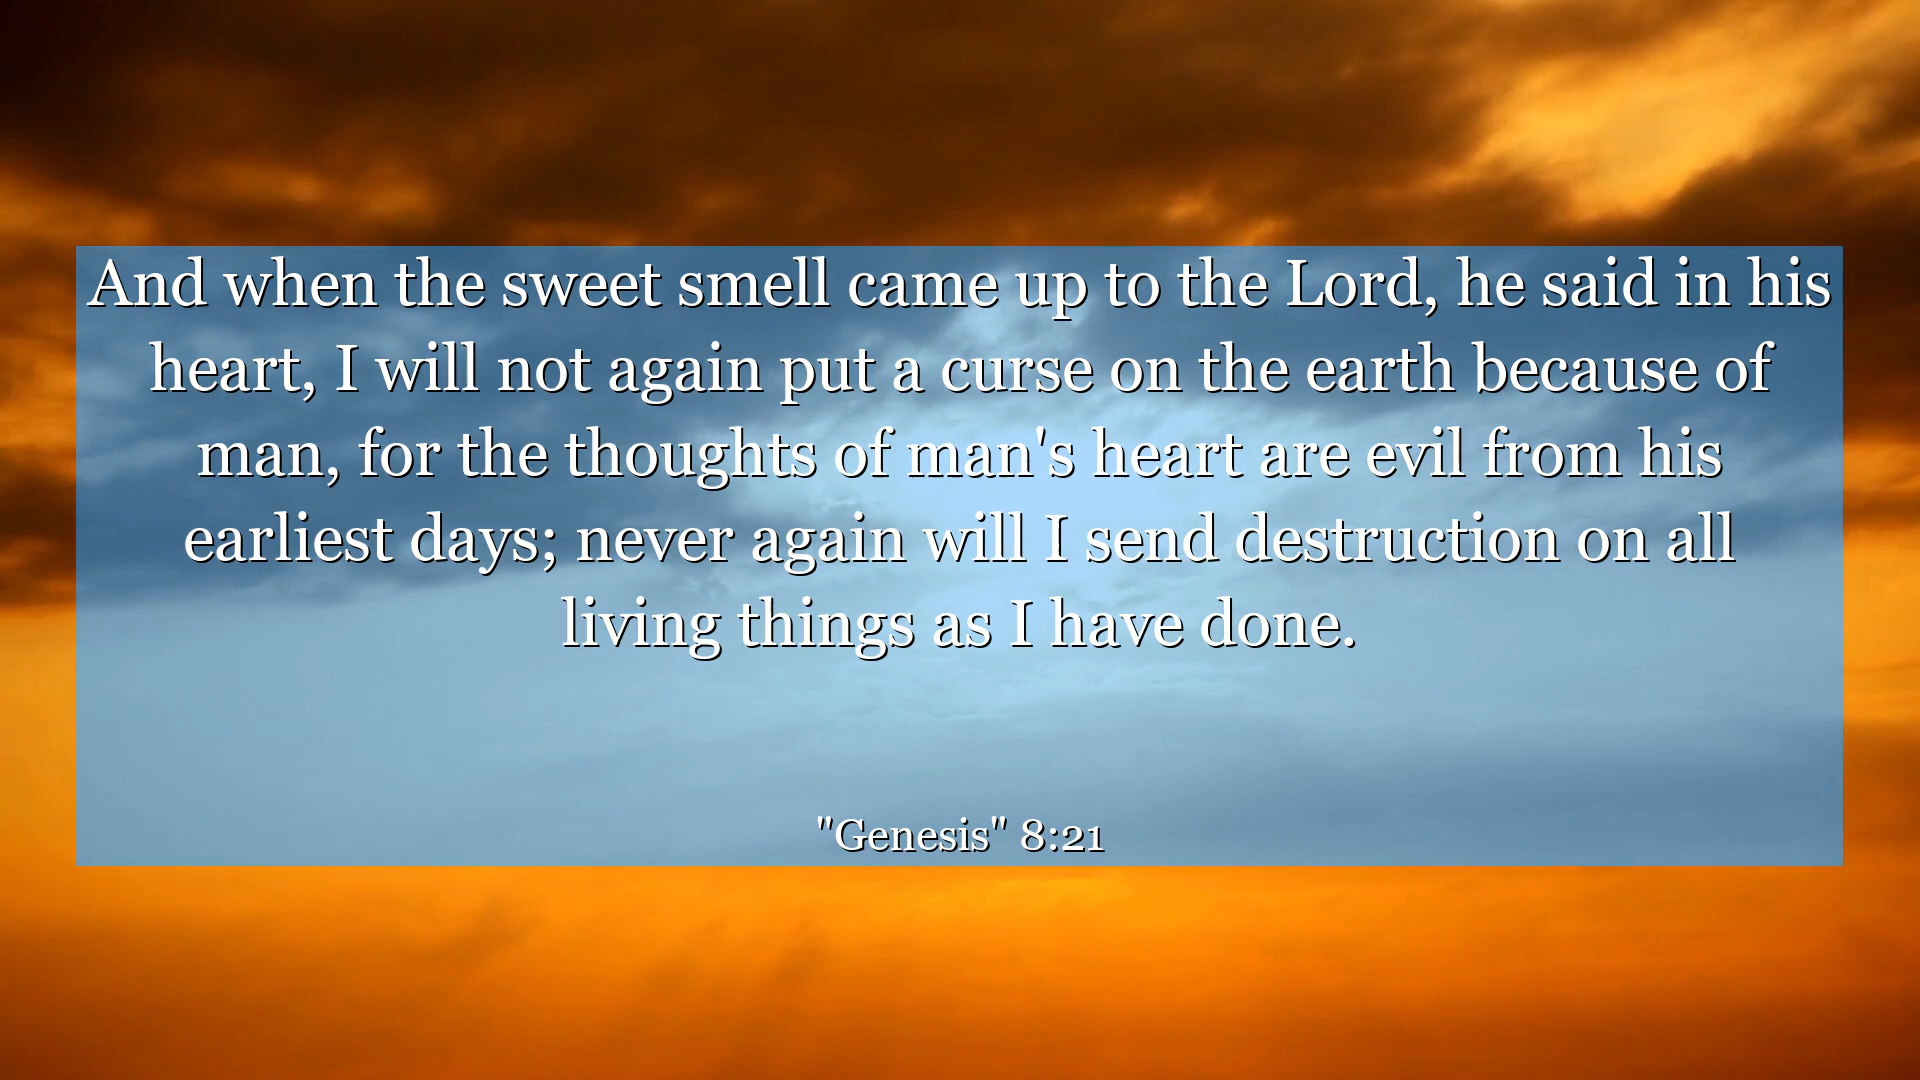 And when the sweet smell came up to the Lord, he said in his
heart, I will not again put a curse on the earth because of
man, for the thoughts of man's heart are evil from his
earliest days; never again will I send destruction on all
living things as I have done.
"Genesis" 8:21